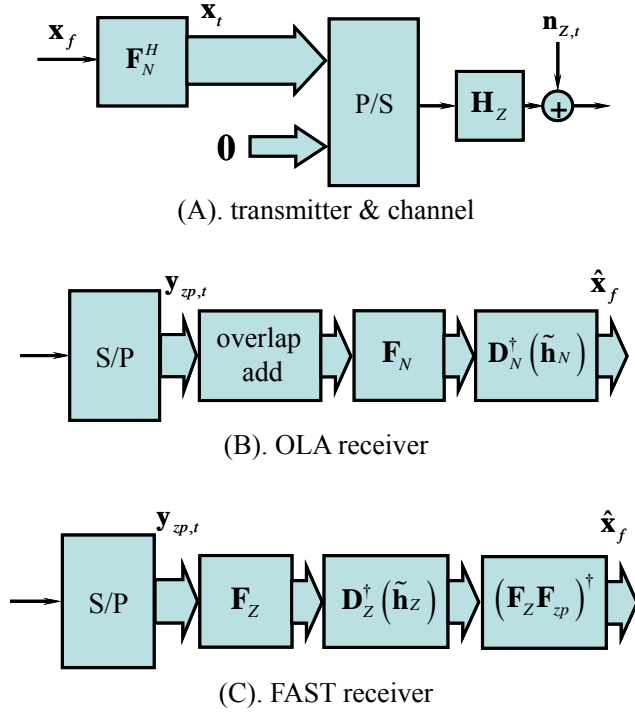 𝐱_f
𝐅_N^H
𝐱_t
𝟎
P/S
𝐇_Z
𝐧_{Z,t}
+
(A). transmitter & channel
𝐲_{zp,t}
S/P
overlap
add
𝐅_N
𝐃_N^† (𝐡̃_N)
𝐱̂_f
(B). OLA receiver
𝐲_{zp,t}
S/P
𝐅_Z
𝐃_Z^† (𝐡̃_Z)
(𝐅_Z 𝐅_{zp})^†
𝐱̂_f
(C). FAST receiver